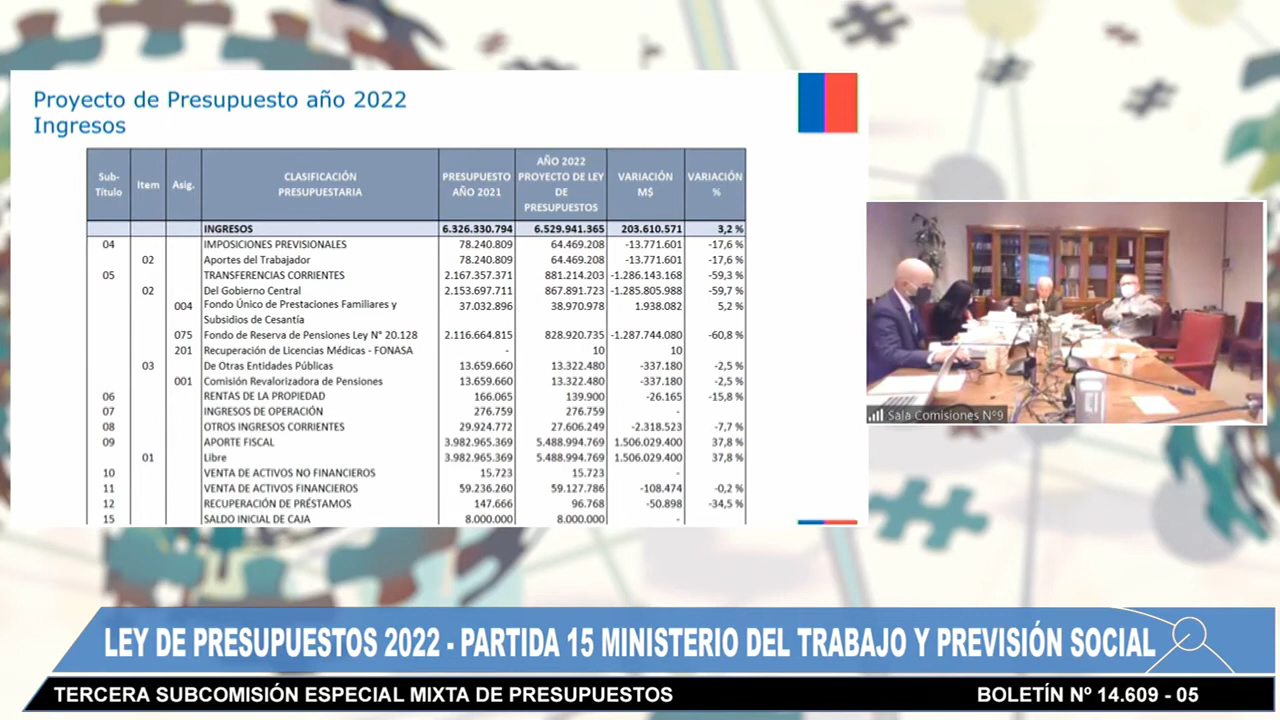 Proyecto de Presupuesto año 2022
Ingresos
Sub-Título Item Asig. CLASIFICACIÓN PRESUPUESTARIA PRESUPUESTO AÑO 2021 AÑO 2022 PROYECTO DE LEY DE PRESUPUESTOS VARIACIÓN M$ VARIACIÓN %
INGRESOS 6.326.330.794 6.529.941.365 203.610.571 3,2 %
04 IMPOSICIONES PREVISIONALES 78.240.809 64.469.208 -13.771.601 -17,6 %
02 Aportes del Trabajador 78.240.809 64.469.208 -13.771.601 -17,6 %
05 TRANSFERENCIAS CORRIENTES 2.167.357.371 881.214.203 -1.286.143.168 -59,3 %
02 Del Gobierno Central 2.153.697.711 867.891.723 -1.285.805.988 -59,7 %
004 Fondo Único de Prestaciones Familiares y Subsidios de Cesantía 37.032.896 38.970.978 1.938.082 5,2 %
075 Fondo de Reserva de Pensiones Ley N° 20.128 2.116.664.815 828.920.735 -1.287.744.080 -60,8 %
201 Recuperación de Licencias Médicas - FONASA - 10 10
03 De Otras Entidades Públicas 13.659.660 13.322.480 -337.180 -2,5 %
001 Comisión Revalorizadora de Pensiones 13.659.660 13.322.480 -337.180 -2,5 %
06 RENTAS DE LA PROPIEDAD 166.065 139.900 -26.165 -15,8 %
07 INGRESOS DE OPERACIÓN 276.759 276.759 -
08 OTROS INGRESOS CORRIENTES 29.924.772 27.606.249 -2.318.523 -7,7 %
09 APORTE FISCAL 3.982.965.369 5.488.994.769 1.506.029.400 37,8 %
01 Libre 3.982.965.369 5.488.994.769 1.506.029.400 37,8 %
10 VENTA DE ACTIVOS NO FINANCIEROS 15.723 15.723 -
11 VENTA DE ACTIVOS FINANCIEROS 59.236.260 59.127.786 -108.474 -0,2 %
12 RECUPERACIÓN DE PRÉSTAMOS 147.666 96.768 -50.898 -34,5 %
15 SALDO INICIAL DE CAJA 8.000.000 8.000.000 -
Sala Comisiones Nº9
LEY DE PRESUPUESTOS 2022 - PARTIDA 15 MINISTERIO DEL TRABAJO Y PREVISIÓN SOCIAL
TERCERA SUBCOMISIÓN ESPECIAL MIXTA DE PRESUPUESTOS BOLETÍN Nº 14.609 - 05